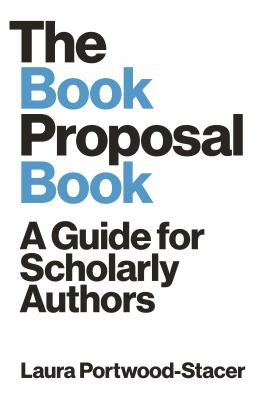 The
Book
Proposal
Book
A Guide for
Scholarly
Authors
Laura Portwood-Stacer